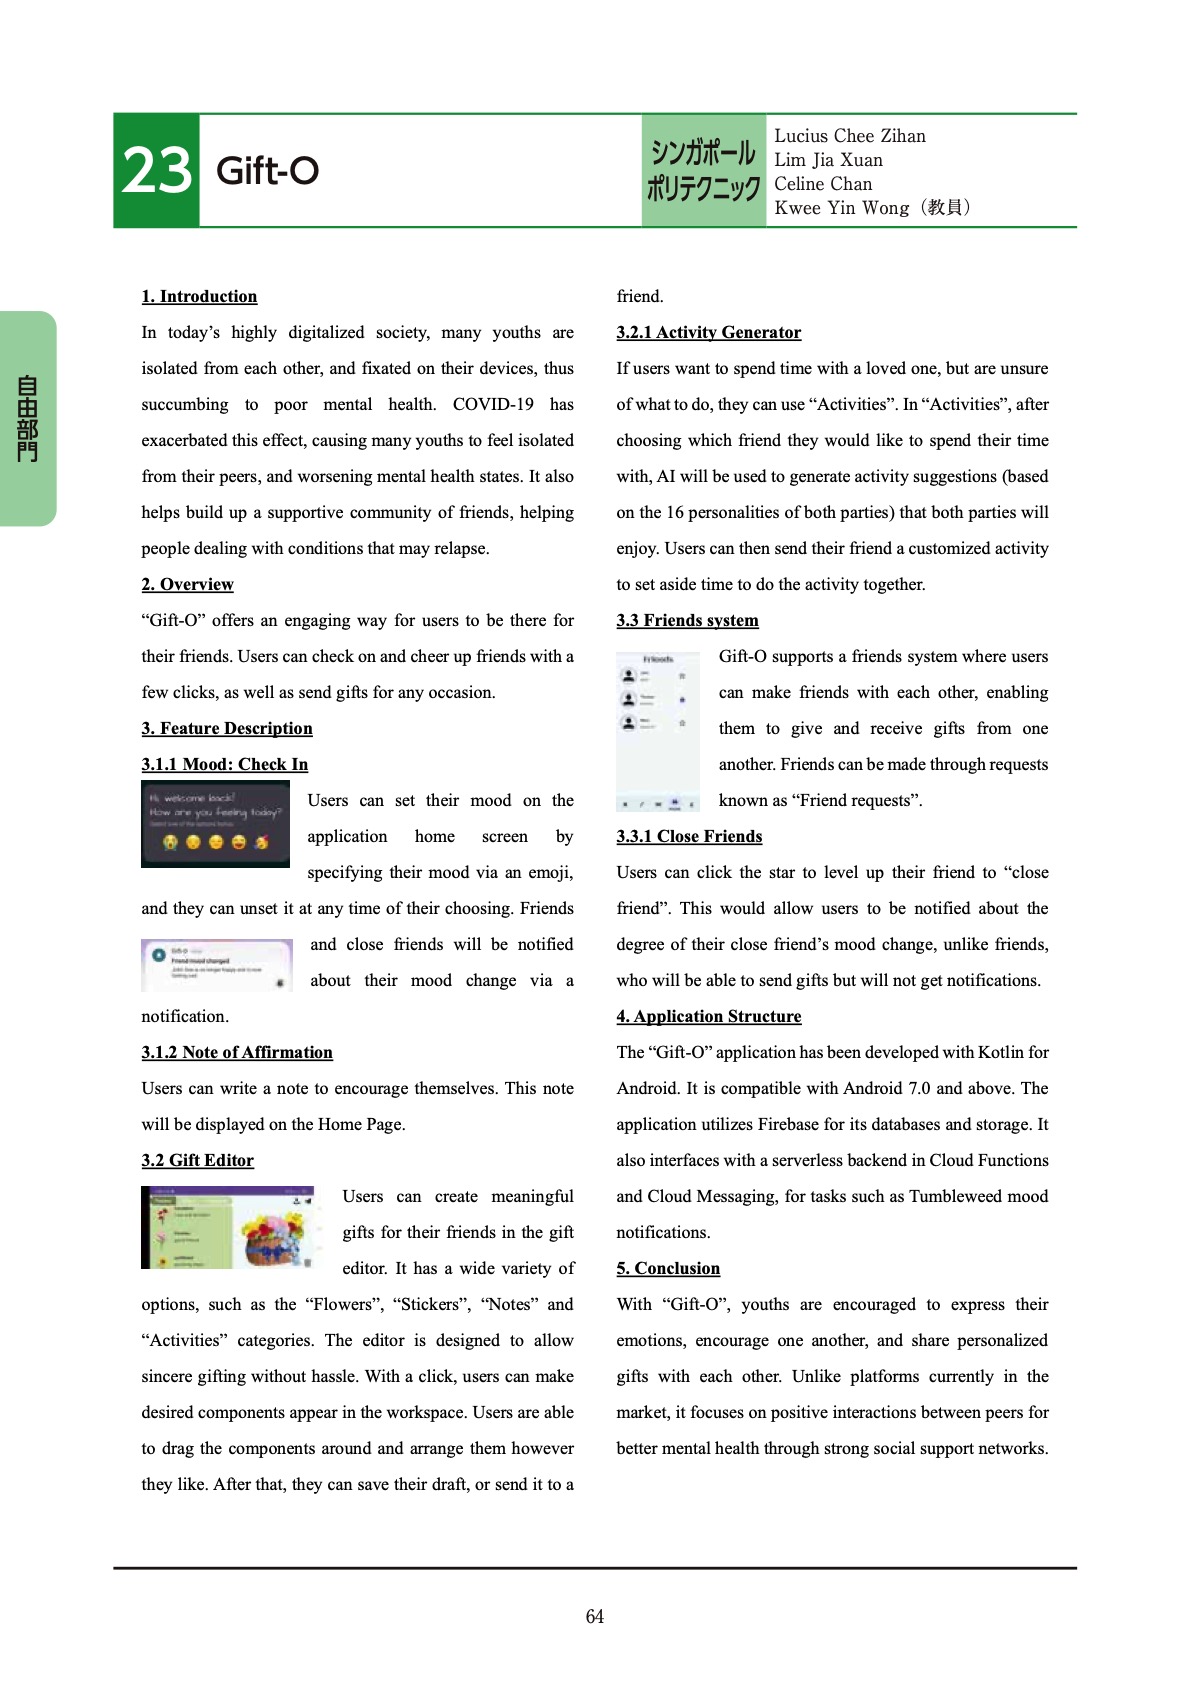 23
Gift-O
シンガポール
ポリテクニック
Lucius Chee Zihan
Lim Jia Xuan
Celine Chan
Kwee Yin Wong（教員）
自由部門
1. Introduction
In today’s highly digitalized society, many youths are
isolated from each other, and fixated on their devices, thus
succumbing to poor mental health. COVID-19 has
exacerbated this effect, causing many youths to feel isolated
from their peers, and worsening mental health states. It also
helps build up a supportive community of friends, helping
people dealing with conditions that may relapse.
2. Overview
“Gift-O” offers an engaging way for users to be there for
their friends. Users can check on and cheer up friends with a
few clicks, as well as send gifts for any occasion.
3. Feature Description
3.1.1 Mood: Check In
Hi, welcome back!
How are you feeling today?
Users can set their mood on the
application home screen by
specifying their mood via an emoji,
and they can unset it at any time of their choosing. Friends
Gift-O
Friend mood changed
and close friends will be notified
about their mood change via a
notification.
3.1.2 Note of Affirmation
Users can write a note to encourage themselves. This note
will be displayed on the Home Page.
3.2 Gift Editor
Users can create meaningful
gifts for their friends in the gift
editor. It has a wide variety of
options, such as the “Flowers”, “Stickers”, “Notes” and
“Activities” categories. The editor is designed to allow
sincere gifting without hassle. With a click, users can make
desired components appear in the workspace. Users are able
to drag the components around and arrange them however
they like. After that, they can save their draft, or send it to a
friend.
3.2.1 Activity Generator
If users want to spend time with a loved one, but are unsure
of what to do, they can use “Activities”. In “Activities”, after
choosing which friend they would like to spend their time
with, AI will be used to generate activity suggestions (based
on the 16 personalities of both parties) that both parties will
enjoy. Users can then send their friend a customized activity
to set aside time to do the activity together.
3.3 Friends system
Friends
Gift-O supports a friends system where users
can make friends with each other, enabling
them to give and receive gifts from one
another. Friends can be made through requests
known as “Friend requests”.
3.3.1 Close Friends
Users can click the star to level up their friend to “close
friend”. This would allow users to be notified about the
degree of their close friend’s mood change, unlike friends,
who will be able to send gifts but will not get notifications.
4. Application Structure
The “Gift-O” application has been developed with Kotlin for
Android. It is compatible with Android 7.0 and above. The
application utilizes Firebase for its databases and storage. It
also interfaces with a serverless backend in Cloud Functions
and Cloud Messaging, for tasks such as Tumbleweed mood
notifications.
5. Conclusion
With “Gift-O”, youths are encouraged to express their
emotions, encourage one another, and share personalized
gifts with each other. Unlike platforms currently in the
market, it focuses on positive interactions between peers for
better mental health through strong social support networks.
64